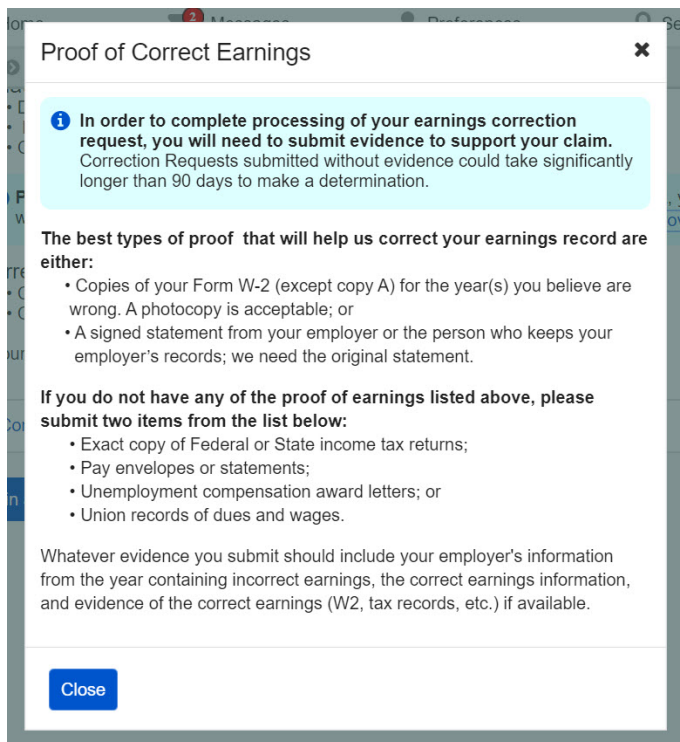 Messages
2
Preferences
Proof of Correct Earnings
In order to complete processing of your earnings correction
request, you will need to submit evidence to support your claim.
Correction Requests submitted without evidence could take significantly
longer than 90 days to make a determination.
The best types of proof that will help us correct your earnings record are
either:
• Copies of your Form W-2 (except copy A) for the year(s) you believe are
wrong. A photocopy is acceptable; or
• A signed statement from your employer or the person who keeps your
employer’s records; we need the original statement.
If you do not have any of the proof of earnings listed above, please
submit two items from the list below:
• Exact copy of Federal or State income tax returns;
• Pay envelopes or statements;
• Unemployment compensation award letters; or
• Union records of dues and wages.
Whatever evidence you submit should include your employer's information
from the year containing incorrect earnings, the correct earnings information,
and evidence of the correct earnings (W2, tax records, etc.) if available.
Close